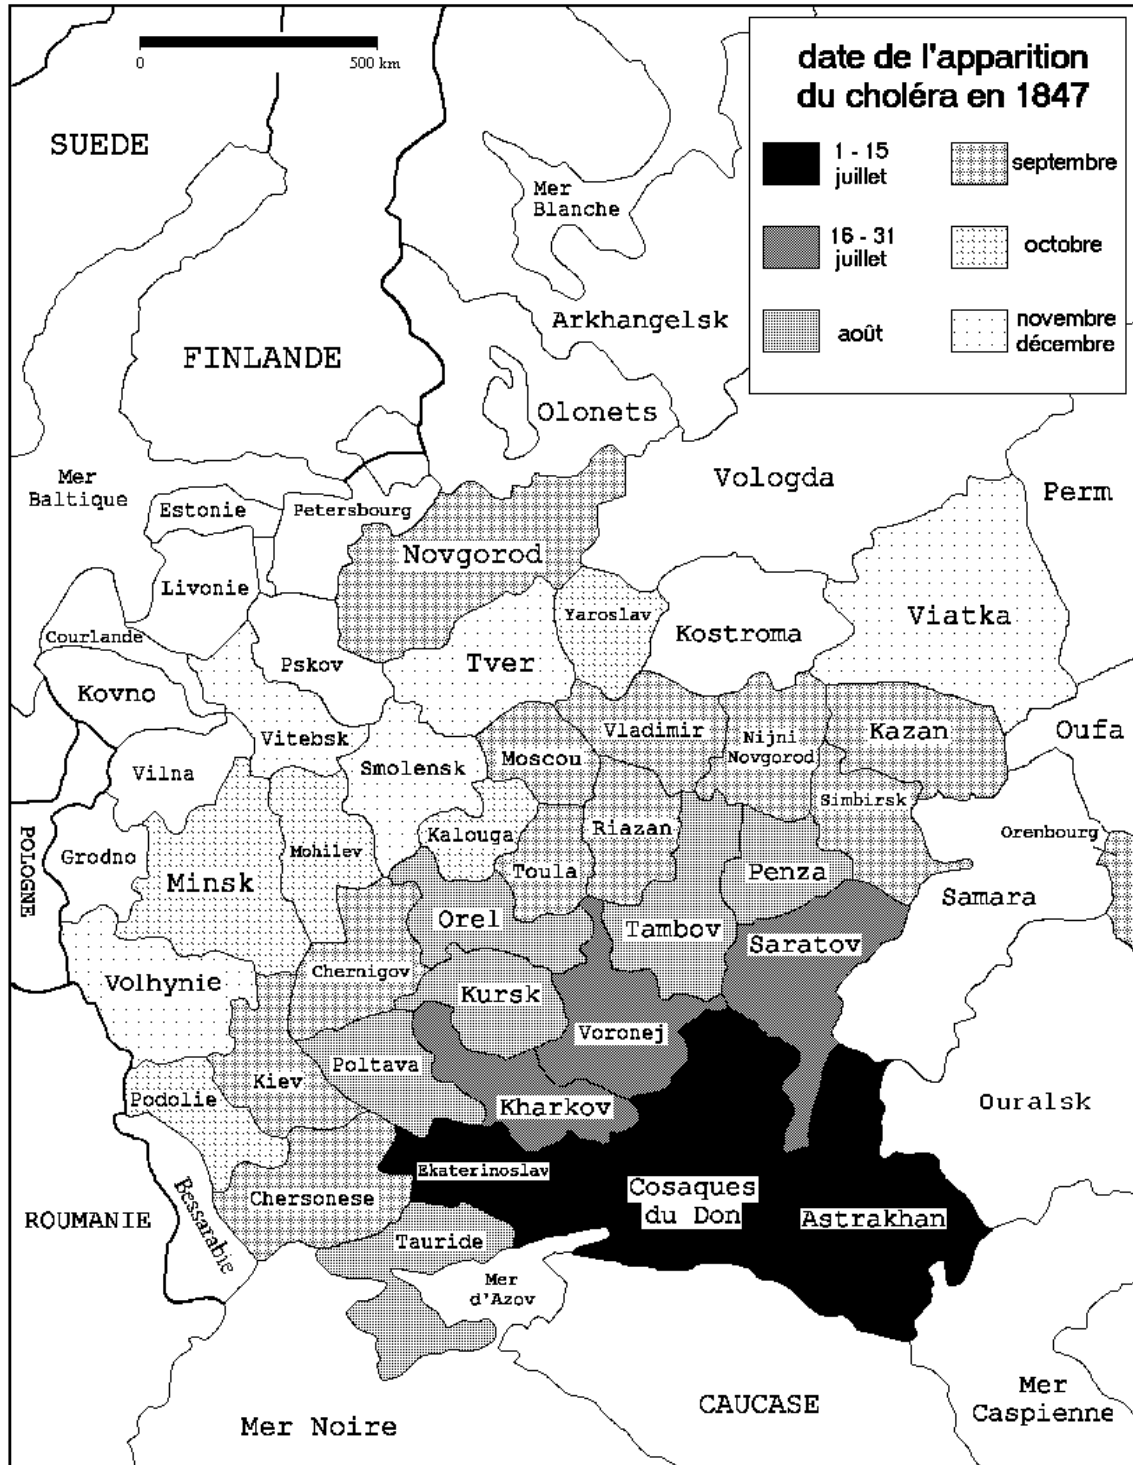 date de l'apparition
du choléra en 1847
1 - 15
juillet
septembre
16 - 31
juillet
octobre
août
novembre
décembre
0
500 km
SUEDE
Mer
Blanche
Arkhangelsk
FINLANDE
Olonets
Mer
Baltique
Vologda
Perm
Estonie
Petersbourg
Novgorod
Livonie
Yaroslav
Viatka
Courlande
Kostroma
Pskov
Tver
Kovno
Vladimir
Kazan
Oufa
Vitebsk
Nijni
Novgorod
Moscou
Vilna
Smolensk
Simbirsk
Orenbourg
Kalouga
Riazan
POLOGNE
Grodno
Mohilev
Toula
Penza
Minsk
Samara
Orel
Tambov
Saratov
Chernigov
Volhynie
Kursk
Voronej
Poltava
Kiev
Podolie
Kharkov
Ouralsk
Ekaterinoslav
Cosaques
du Don
Chersonese
Astrakhan
ROUMANIE
Bessarabie
Tauride
Mer
d'Azov
Mer
Caspienne
CAUCASE
Mer Noire